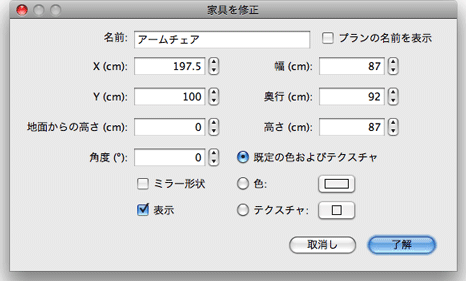 家具を修正
名前: アームチェア プランの名前を表示
X (cm): 197.5 幅 (cm): 87
Y (cm): 100 奥行 (cm): 92
地面からの高さ (cm): 0 高さ (cm): 87
角度 (°): 0 既定の色およびテクスチャ
ミラー形状 色:
表示 テクスチャ:
取消し 了解